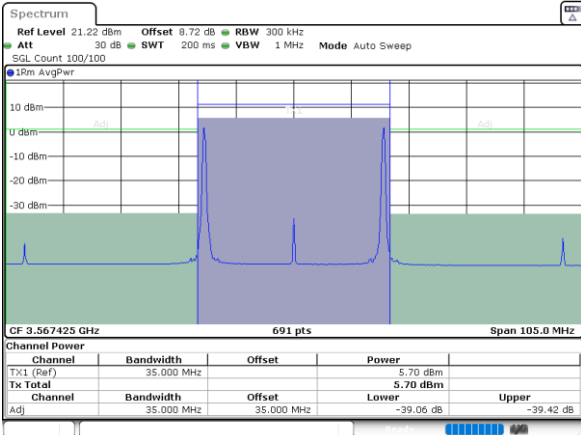 Spectrum
Ref Level 21.22 dBm Offset 8.72 dB RBW 300 kHz
Att 30 dB SWT 200 ms VBW 1 MHz Mode Auto Sweep
SGL Count 100/100
1Rm AvgPwr
10 dBm
Adj Adj
0 dBm
-10 dBm
-20 dBm
-30 dBm
CF 3.567425 GHz 691 pts Span 105.0 MHz
Channel Power
Channel Bandwidth Offset Power
TX1 (Ref) 35.000 MHz 5.70 dBm
Tx Total 5.70 dBm
Channel Bandwidth Offset Lower Upper
Adj 35.000 MHz 35.000 MHz -39.06 dB -39.42 dB
Ready